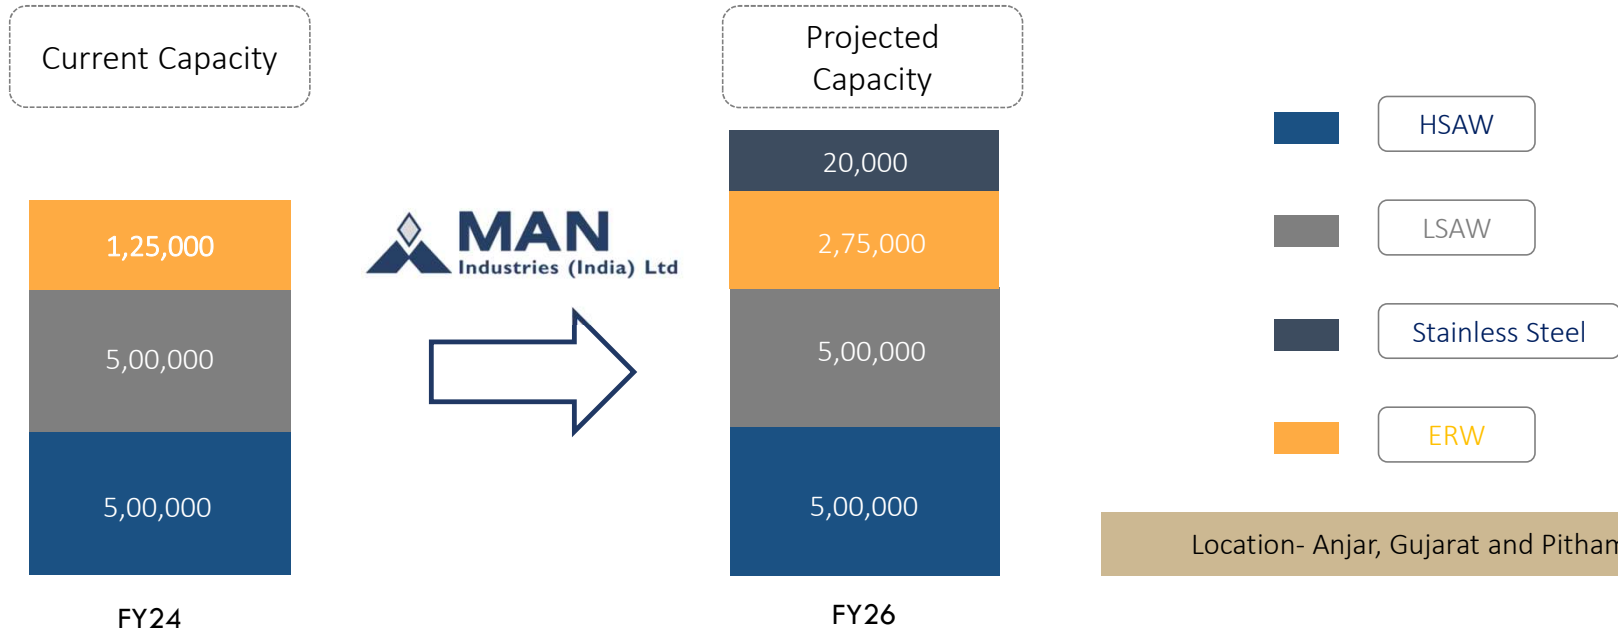 Current Capacity
1,25,000
5,00,000
5,00,000
FY24
MAN
Industries (India) Ltd
Projected
Capacity
20,000
2,75,000
5,00,000
5,00,000
FY26
HSAW
LSAW
Stainless Steel
ERW
Location- Anjar, Gujarat and